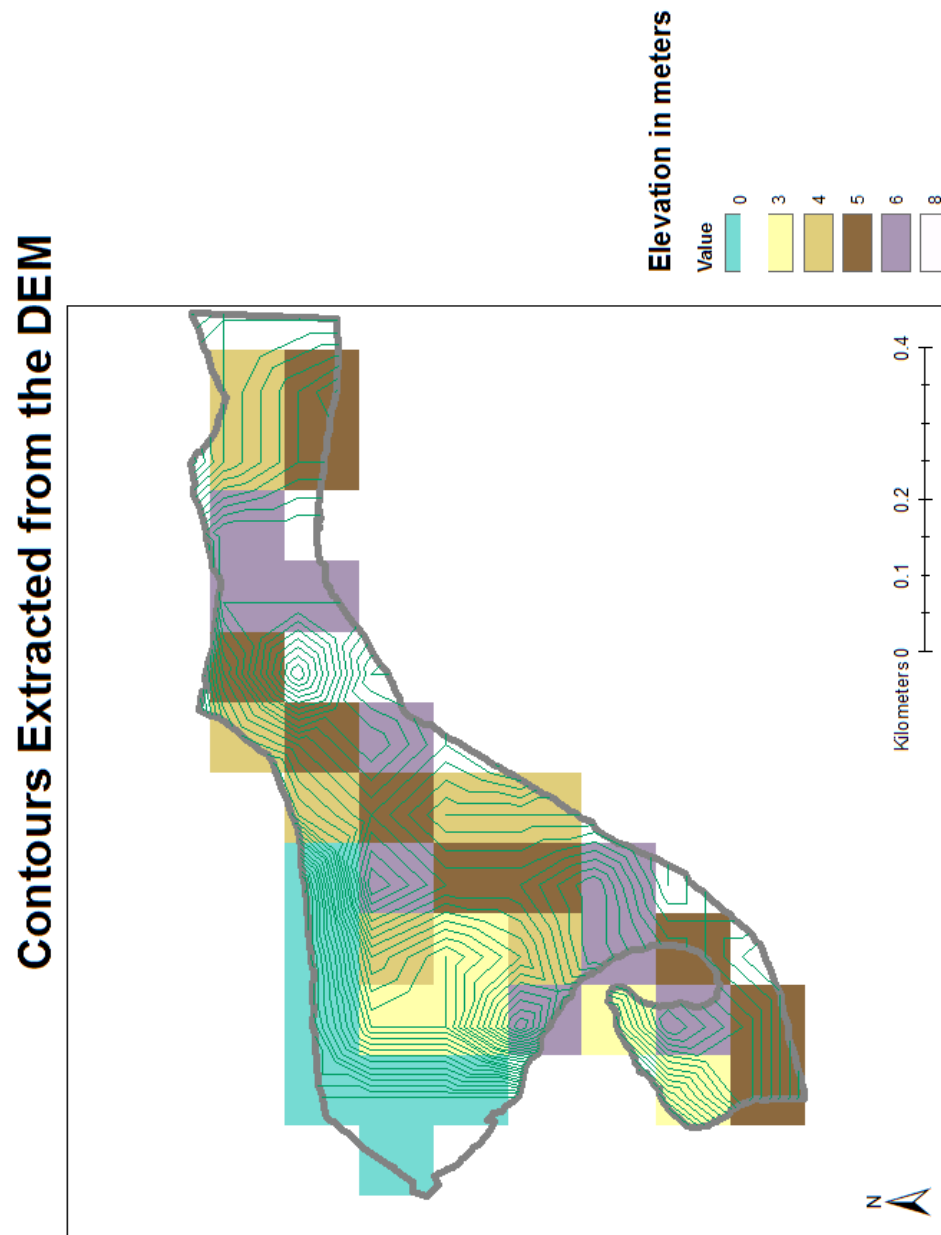 Contours Extracted from the DEM
Elevation in meters
Value
0
3
4
5
6
8
Kilometers 0 0.1 0.2 0.4
N